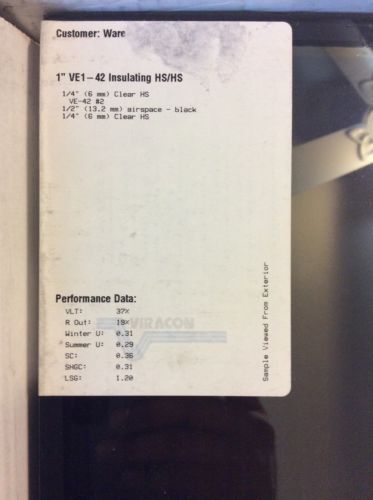 Customer: Ware
1" VE1-42 Insulating HS/HS
1/4" (6 mm) Clear HS
VE-42 #2
1/2" (13.2 mm) airspace - black
1/4" (6 mm) Clear HS
VIRACON
Performance Data:
VLT: 37%
R Out: 19%
Winter U: 0.31
Summer U: 0.29
SC: 0.36
SHGC: 0.31
LSG: 1.20
Sample Viewed From Exterior